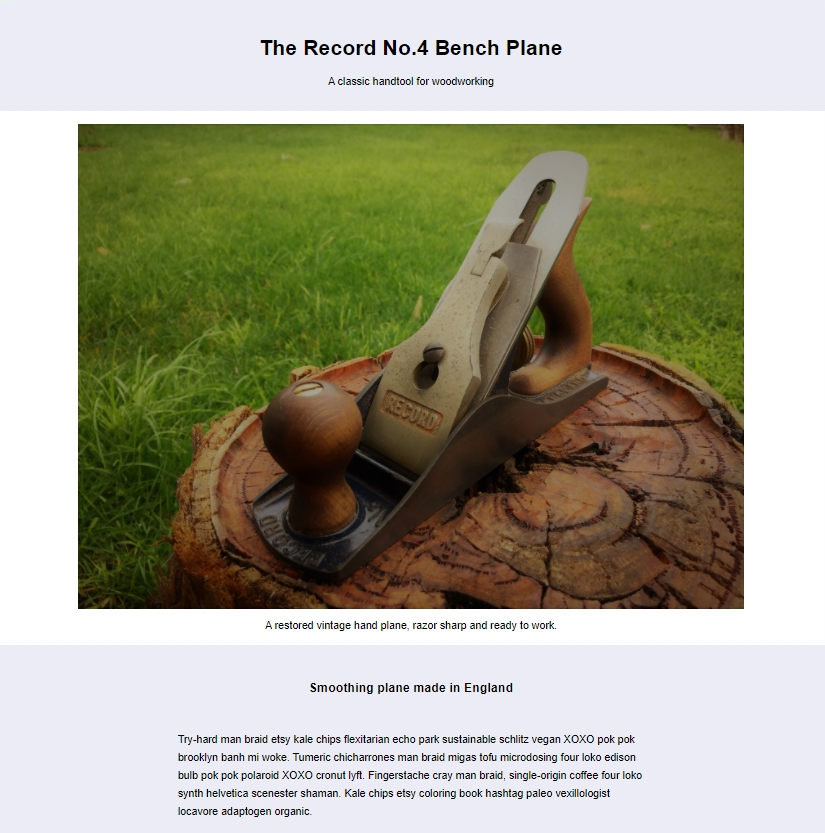 The Record No.4 Bench Plane
A classic handtool for woodworking
RECORD
RECORD
A restored vintage hand plane, razor sharp and ready to work.
Smoothing plane made in England
Try-hard man braid etsy kale chips flexitarian echo park sustainable schlitz vegan XOXO pok pok
brooklyn banh mi woke. Tumeric chicharrones man braid migas tofu microdosing four loko edison
bulb pok pok polaroid XOXO cronut lyft. Fingerstache cray man braid, single-origin coffee four loko
synth helvetica scenester shaman. Kale chips etsy coloring book hashtag paleo vexillologist
locavore adaptogen organic.